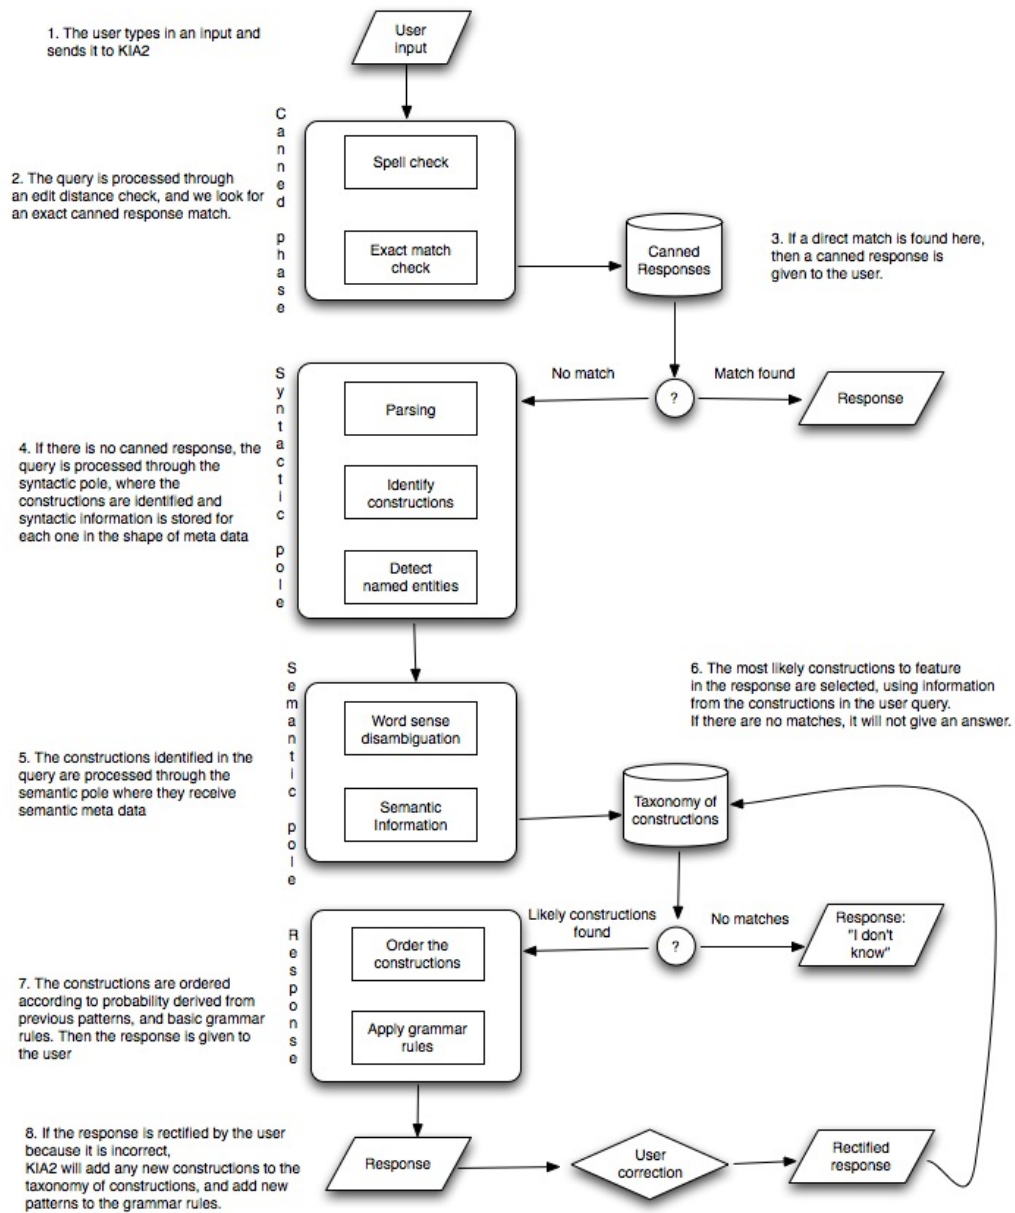 1. The user types in an input and
sends it to KIA2
User
input
Canned phase
Spell check
2. The query is processed through
an edit distance check, and we look for
an exact canned response match.
Exact match
check
Canned
Responses
3. If a direct match is found here,
then a canned response is
given to the user.
No match
?
Match found
Response
Syntactic pole
Parsing
4. If there is no canned response, the
query is processed through the
syntactic pole, where the
constructions are identified and
syntactic information is stored for
each one in the shape of meta data
Identify
constructions
Detect
named entities
Semantic pole
6. The most likely constructions to feature
in the response are selected, using information
from the constructions in the user query.
If there are no matches, it will not give an answer.
Word sense
disambiguation
5. The constructions identified in the
query are processed through the
semantic pole where they receive
semantic meta data
Semantic
Information
Taxonomy of
constructions
Likely constructions
found
?
No matches
Response:
"I don't
know"
Response
Order the
constructions
7. The constructions are ordered
according to probability derived from
previous patterns, and basic grammar
rules. Then the response is given to
the user
Apply grammar
rules
8. If the response is rectified by the user
because it is incorrect,
KIA2 will add any new constructions to the
taxonomy of constructions, and add new
patterns to the grammar rules.
Response
User
correction
Rectified
response